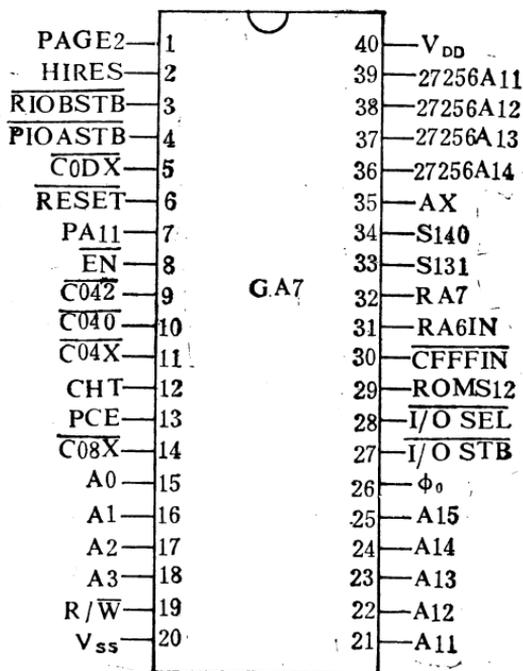 PAGE2 1 40 V_DD
HIRES 2 39 27256A11
RIOBSTB 3 38 27256A12
PIOASTB 4 37 27256A13
C0DX 5 36 27256A14
RESET 6 35 AX
PA11 7 34 S140
EN 8 33 S131
GA7
C042 9 32 RA7
C040 10 31 RA6IN
C04X 11 30 CFFFIN
CHT 12 29 ROMS12
PCE 13 28 I/O SEL
C08X 14 27 I/O STB
A0 15 26 ϕ₀
A1 16 25 A15
A2 17 24 A14
A3 18 23 A13
R/W 19 22 A12
V_SS 20 21 A11